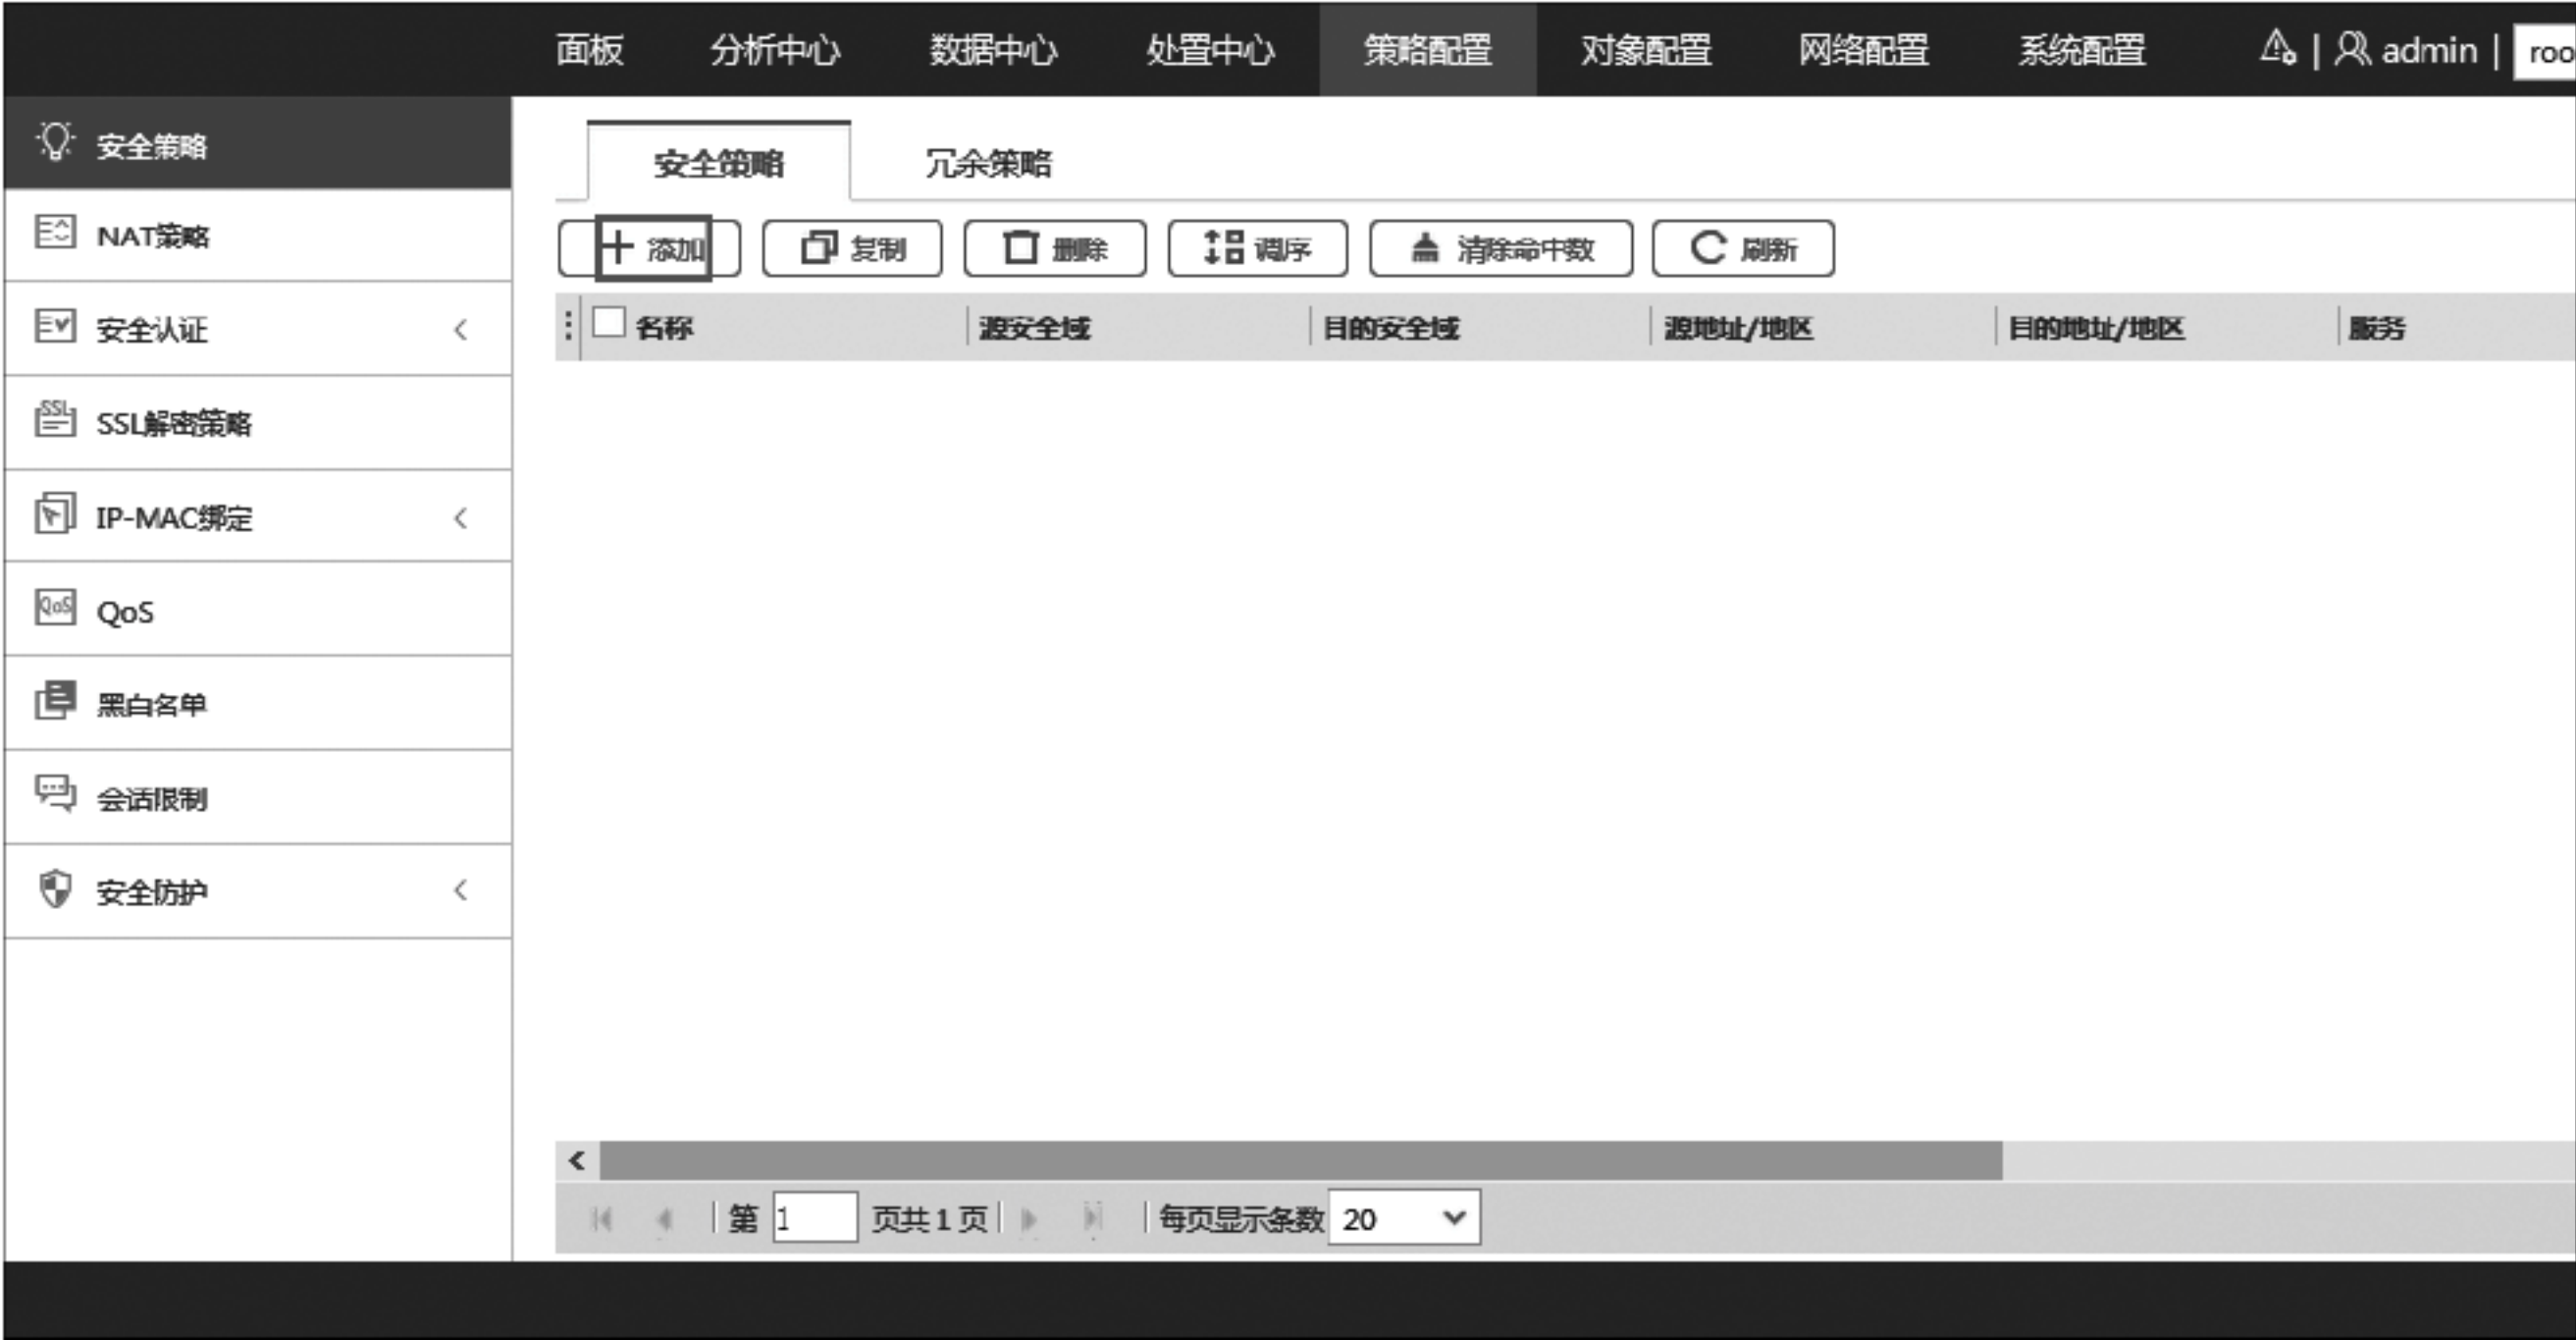 面板 分析中心 数据中心 处置中心 策略配置 对象配置 网络配置 系统配置 | admin | roo
安全策略
NAT策略
安全认证
SSL解密策略
IP-MAC绑定
QoS
黑白名单
会话限制
安全防护
安全策略 冗余策略
添加 复制 删除 调序 清除命中数 刷新
名称 源安全域 目的安全域 源地址/地区 目的地址/地区 服务
第 1 页共 1 页 每页显示条数 20